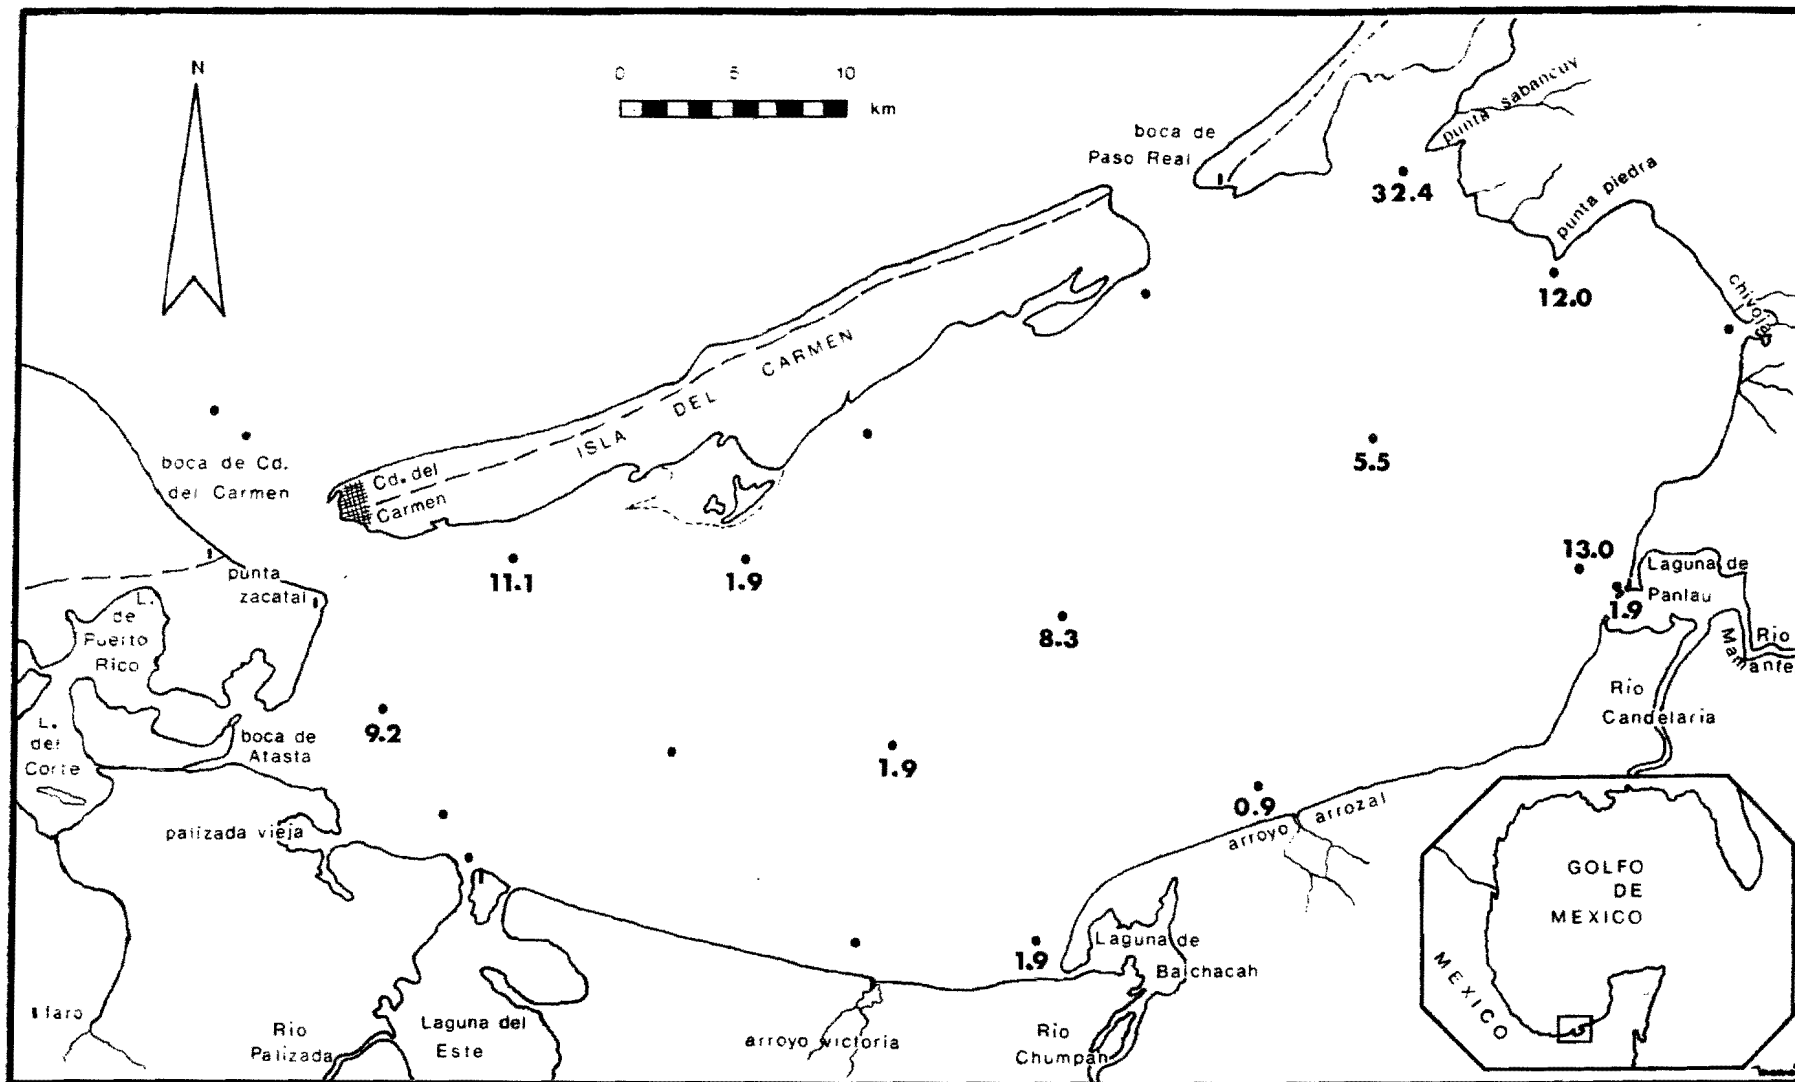 N
0 5 10
km
boca de
Paso Real
punta sabancuy
32.4
punta piedra
12.0
chivoja
ISLA DEL CARMEN
5.5
boca de Cd.
del Carmen
Cd. del
Carmen
11.1
1.9
13.0
Laguna de
Panlau
1.9
punta
zacatal
L.
de
Puerto
Rico
8.3
Rio
Mamante
Rio
Candelaria
9.2
L.
del
Corte
boca de
Atasta
1.9
0.9
arroyo arrozal
palizada vieja
GOLFO
DE
MEXICO
MEXICO
1.9
Laguna de
Balchacah
faro
Rio
Palizada
Laguna del
Este
arroyo victoria
Rio
Chumpan